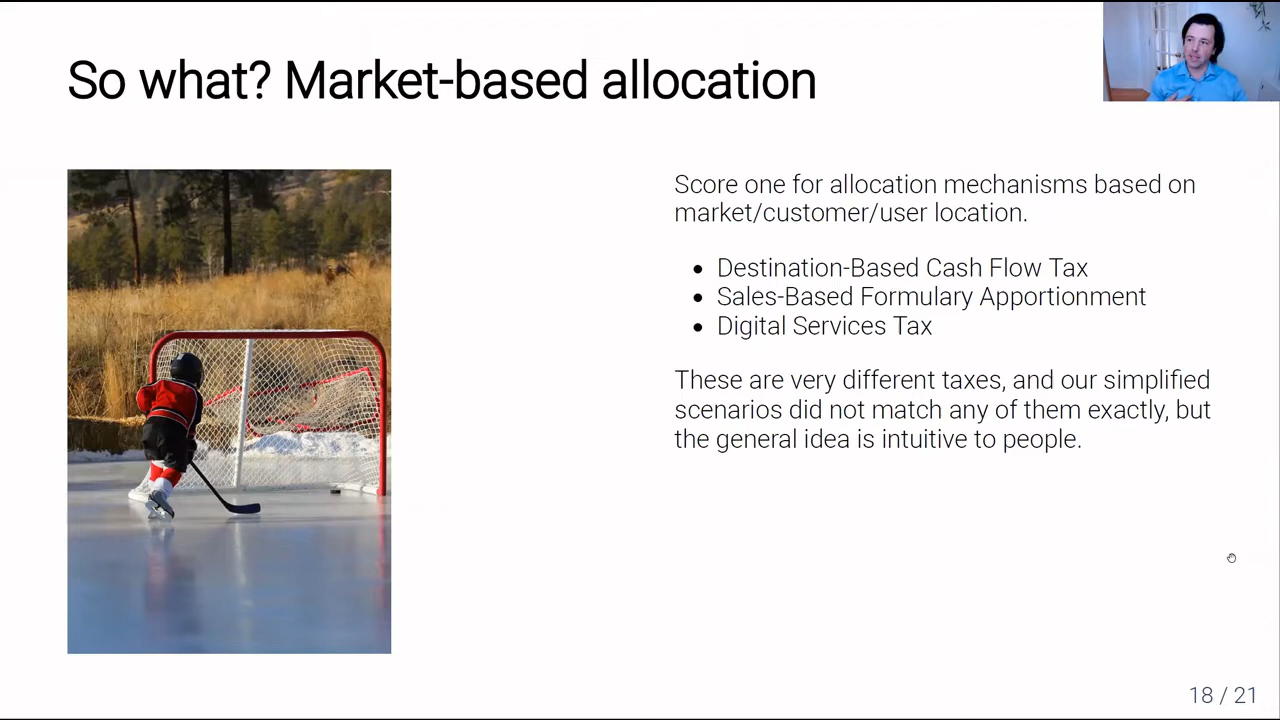 So what? Market-based allocation
Score one for allocation mechanisms based on
market/customer/user location.
• Destination-Based Cash Flow Tax
• Sales-Based Formulary Apportionment
• Digital Services Tax
These are very different taxes, and our simplified
scenarios did not match any of them exactly, but
the general idea is intuitive to people.
18 / 21